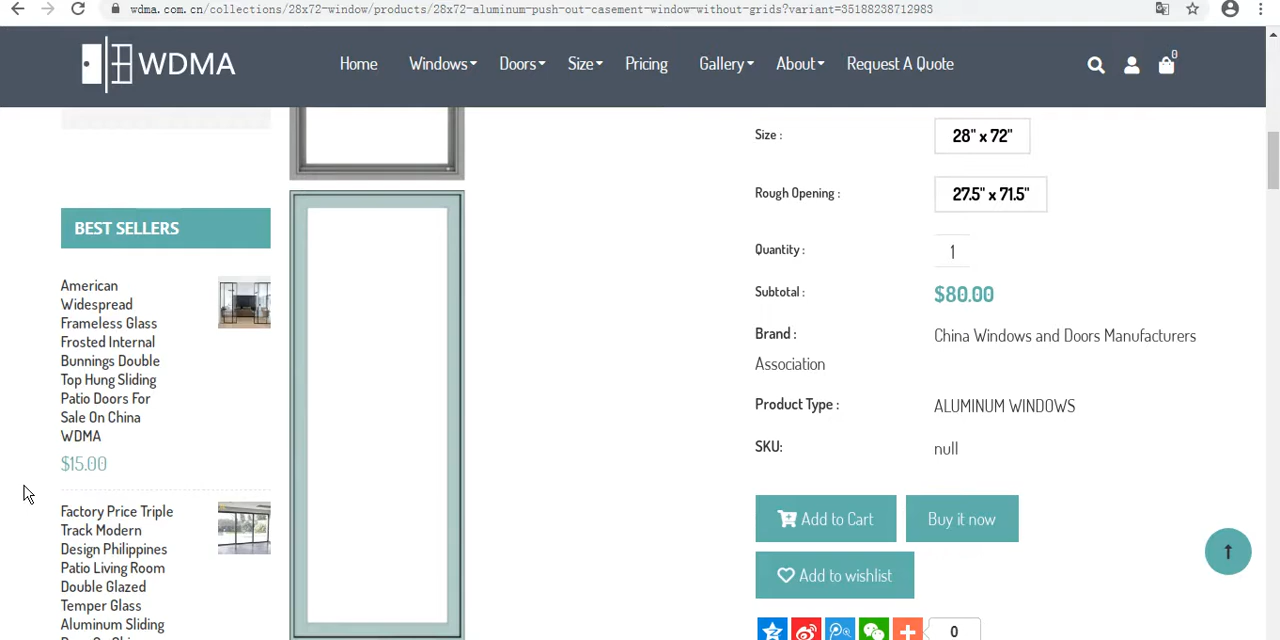 wdma.com.cn/collections/28x72-window/products/28x72-aluminum-push-out-casement-window-without-grids?variant=35188238712983
WDMA
Home Windows Doors Size Pricing Gallery About Request A Quote
0
Size :
28" x 72"
Rough Opening :
27.5" x 71.5"
Quantity :
1
Subtotal :
$80.00
Brand :
China Windows and Doors Manufacturers
Association
Product Type :
ALUMINUM WINDOWS
SKU:
null
Add to Cart
Buy it now
Add to wishlist
0
BEST SELLERS
American
Widespread
Frameless Glass
Frosted Internal
Bunnings Double
Top Hung Sliding
Patio Doors For
Sale On China
WDMA
$15.00
Factory Price Triple
Track Modern
Design Philippines
Patio Living Room
Double Glazed
Temper Glass
Aluminum Sliding